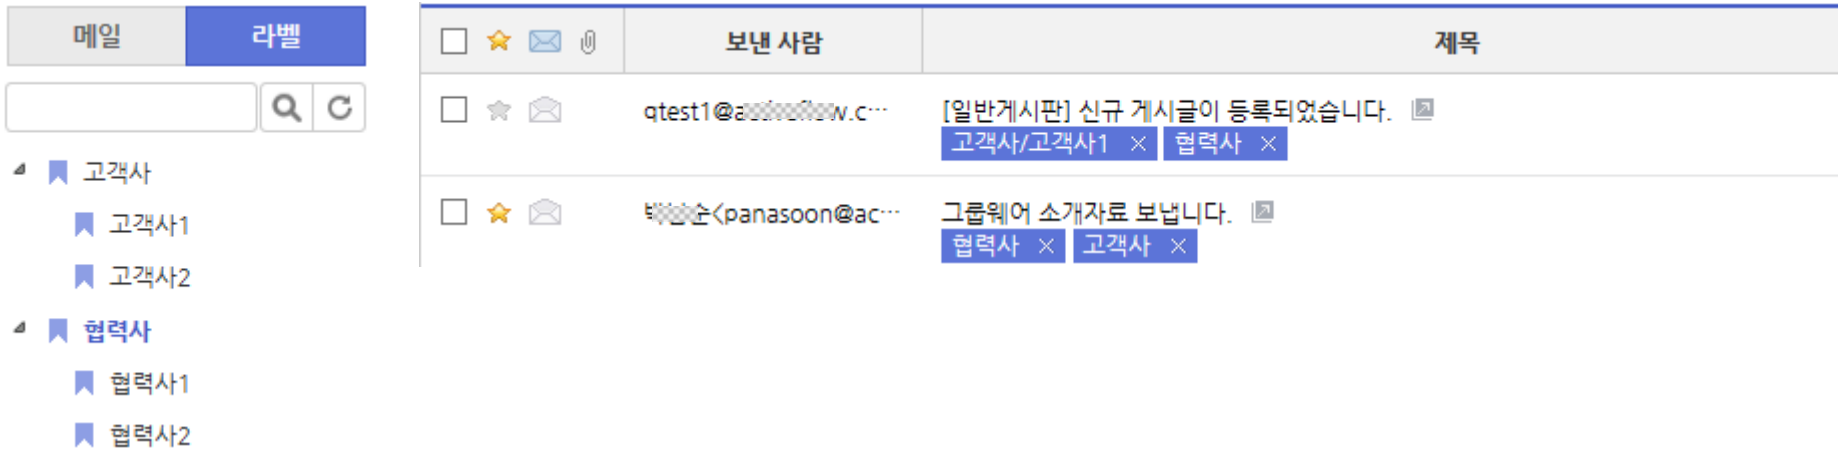 메일
라벨
고객사
고객사1
고객사2
협력사
협력사1
협력사2
보낸 사람 제목
[일반게시판] 신규 게시글이 등록되었습니다.
고객사/고객사1 × 협력사 ×
<panasoon@ac… 그룹웨어 소개자료 보냅니다.
협력사 × 고객사 ×